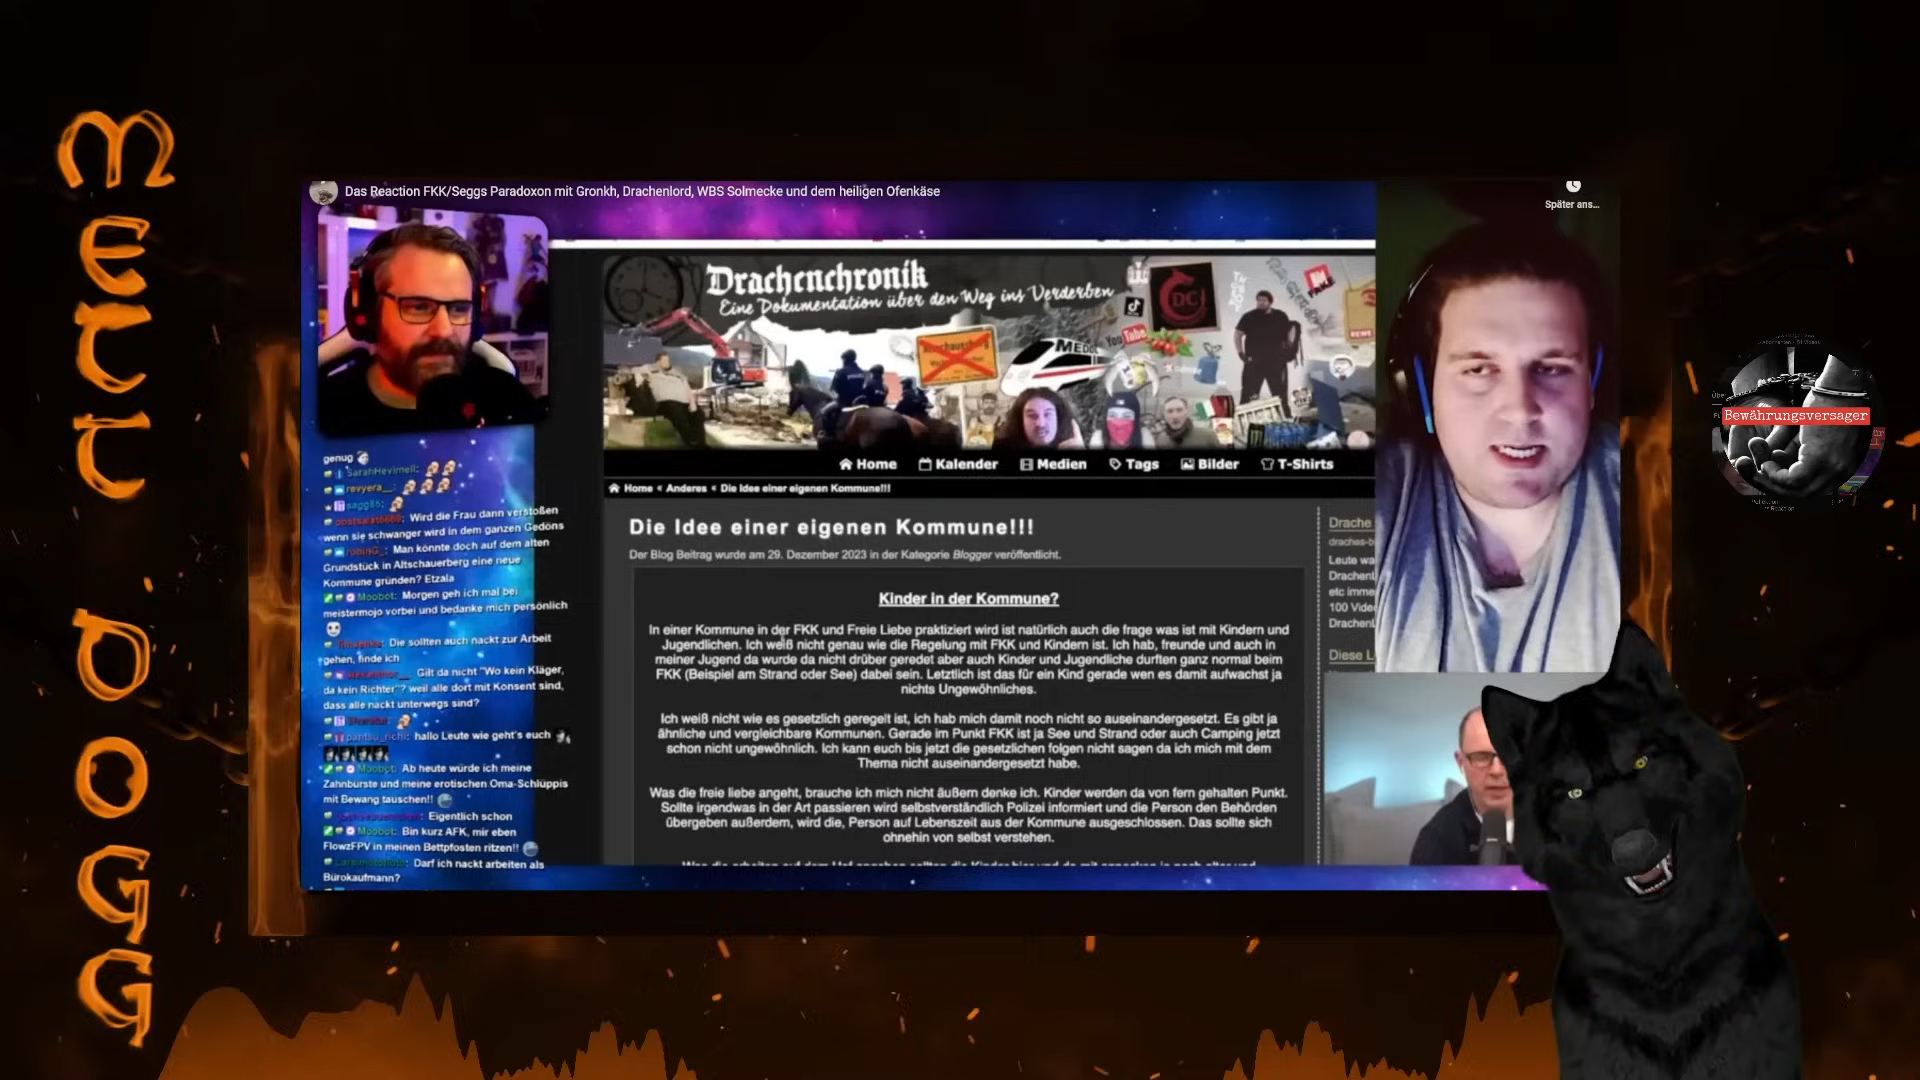 METT DOGG
Das Reaction FKK/Seggs Paradoxon mit Gronkh, Drachenlord, WBS Solmecke und dem heiligen Ofenkäse
Später ans...
Drachenchronik
Eine Dokumentation über den Weg ins Verderben
DC
YouTube
Home
Kalender
Medien
Tags
Bilder
T-Shirts
Home « Anderes « Die Idee einer eigenen Kommune!!!
Die Idee einer eigenen Kommune!!!
Der Blog Beitrag wurde am 29. Dezember 2023 in der Kategorie Blogger veröffentlicht.
Kinder in der Kommune?
In einer Kommune in der FKK und Freie Liebe praktiziert wird ist natürlich auch die frage was ist mit Kindern und
Jugendlichen. Ich weiß nicht genau wie die Regelung mit FKK und Kindern ist. Ich hab, freunde und auch in
meiner Jugend da wurde da nicht drüber geredet aber auch Kinder und Jugendliche durften ganz normal beim
FKK (Beispiel am Strand oder See) dabei sein. Letztlich ist das für ein Kind gerade wen es damit aufwachst ja
nichts Ungewöhnliches.
Ich weiß nicht wie es gesetzlich geregelt ist, ich hab mich damit noch nicht so auseinandergesetzt. Es gibt ja
ähnliche und vergleichbare Kommunen. Gerade im Punkt FKK ist ja See und Strand oder auch Camping jetzt
schon nicht ungewöhnlich. Ich kann euch bis jetzt die gesetzlichen folgen nicht sagen da ich mich mit dem
Thema nicht auseinandergesetzt habe.
Was die freie liebe angeht, brauche ich mich nicht äußern denke ich. Kinder werden da von fern gehalten Punkt.
Sollte irgendwas in der Art passieren wird selbstverständlich Polizei informiert und die Person den Behörden
übergeben außerdem, wird die, Person auf Lebenszeit aus der Kommune ausgeschlossen. Das sollte sich
ohnehin von selbst verstehen.
Drache
draches-b
Leute wa
Drachenl
etc imme
100 Vide
Drachenl
Diese L
genug
SarahHevimell:
revyera__:
sagg86:
Wird die Frau dann verstoßen
wenn sie schwanger wird in dem ganzen Gedöns
Man könnte doch auf dem alten
Grundstück in Altschauerberg eine neue
Kommune gründen? Etzala
Moobot: Morgen geh ich mal bei
meistermojo vorbei und bedanke mich persönlich
Die sollten auch nackt zur Arbeit
gehen, finde ich
Gilt da nicht "Wo kein Kläger,
da kein Richter"? weil alle dort mit Konsent sind,
dass alle nackt unterwegs sind?
hallo Leute wie geht's euch
Moobot: Ab heute würde ich meine
Zahnbürste und meine erotischen Oma-Schlüppis
mit Bewang tauschen!!
Eigentlich schon
Moobot: Bin kurz AFK, mir eben
FlowzFPV in meinen Bettpfosten ritzen!!
Darf ich nackt arbeiten als
Bürokaufmann?
Bewährungsversager